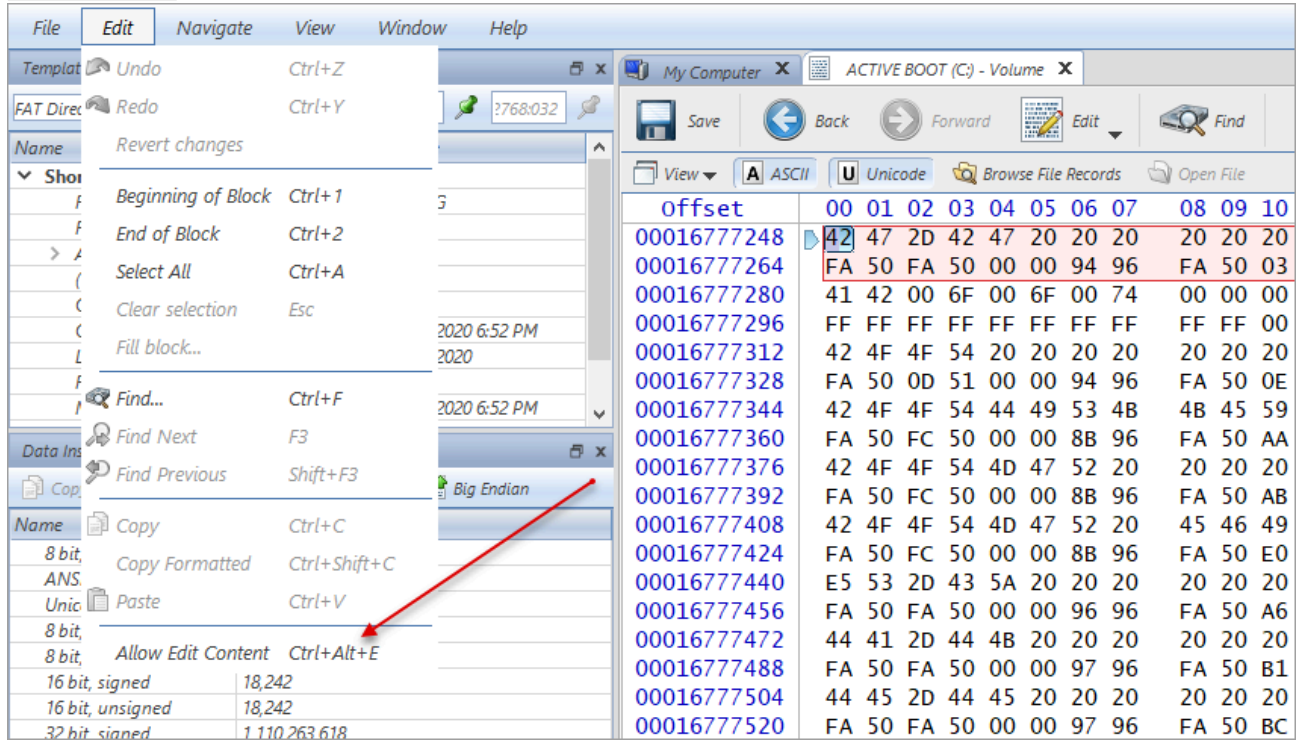 File Edit Navigate View Window Help
Undo Ctrl+Z
Redo Ctrl+Y
Revert changes
Beginning of Block Ctrl+1
End of Block Ctrl+2
Select All Ctrl+A
Clear selection Esc
Fill block...
Find... Ctrl+F
Find Next F3
Find Previous Shift+F3
Copy Ctrl+C
Copy Formatted Ctrl+Shift+C
Paste Ctrl+V
Allow Edit Content Ctrl+Alt+E
Templat
FAT Direc ?768:032
Name
Shor
2020 6:52 PM
2020
2020 6:52 PM
Data Ins
Cop Big Endian
Name
8 bit,
ANS
Unic
8 bit,
8 bit,
16 bit, signed 18,242
16 bit, unsigned 18,242
32 bit, signed 1,110,263,618
My Computer X ACTIVE BOOT (C:) - Volume X
Save Back Forward Edit Find
View A ASCII U Unicode Browse File Records Open File
Offset 00 01 02 03 04 05 06 07 08 09 10
00016777248 42 47 2D 42 47 20 20 20 20 20 20
00016777264 FA 50 FA 50 00 00 94 96 FA 50 03
00016777280 41 42 00 6F 00 6F 00 74 00 00 00
00016777296 FF FF FF FF FF FF FF FF FF FF 00
00016777312 42 4F 4F 54 20 20 20 20 20 20 20
00016777328 FA 50 0D 51 00 00 94 96 FA 50 0E
00016777344 42 4F 4F 54 44 49 53 4B 4B 45 59
00016777360 FA 50 FC 50 00 00 8B 96 FA 50 AA
00016777376 42 4F 4F 54 4D 47 52 20 20 20 20
00016777392 FA 50 FC 50 00 00 8B 96 FA 50 AB
00016777408 42 4F 4F 54 4D 47 52 20 45 46 49
00016777424 FA 50 FC 50 00 00 8B 96 FA 50 E0
00016777440 E5 53 2D 43 5A 20 20 20 20 20 20
00016777456 FA 50 FA 50 00 00 96 96 FA 50 A6
00016777472 44 41 2D 44 4B 20 20 20 20 20 20
00016777488 FA 50 FA 50 00 00 97 96 FA 50 B1
00016777504 44 45 2D 44 45 20 20 20 20 20 20
00016777520 FA 50 FA 50 00 00 97 96 FA 50 BC